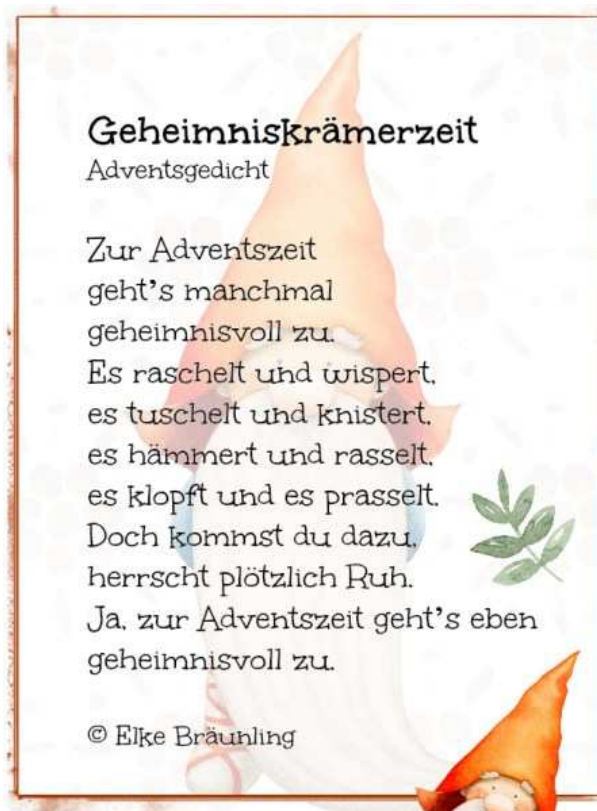 Geheimniskrämerzeit
Adventsgedicht
Zur Adventszeit
geht's manchmal
geheimnisvoll zu.
Es raschelt und wispert,
es tuschelt und knistert,
es hämmert und rasselt,
es klopft und es prasselt.
Doch kommst du dazu,
herrscht plötzlich Ruh.
Ja, zur Adventszeit geht's eben
geheimnisvoll zu.
© Elke Bräunling